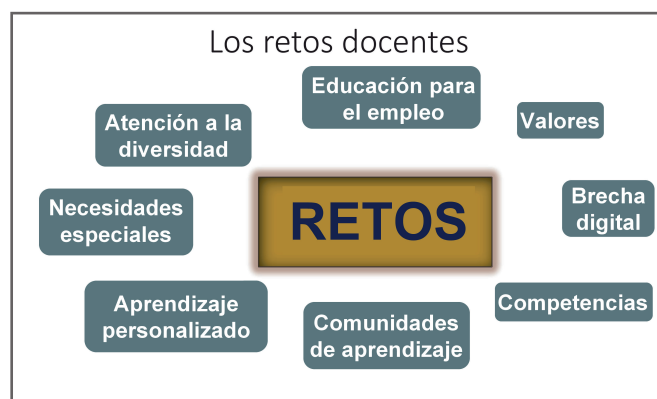 Los retos docentes
Educación para
el empleo
Valores
Atención a la
diversidad
Necesidades
especiales
RETOS
Brecha
digital
Aprendizaje
personalizado
Comunidades
de aprendizaje
Competencias